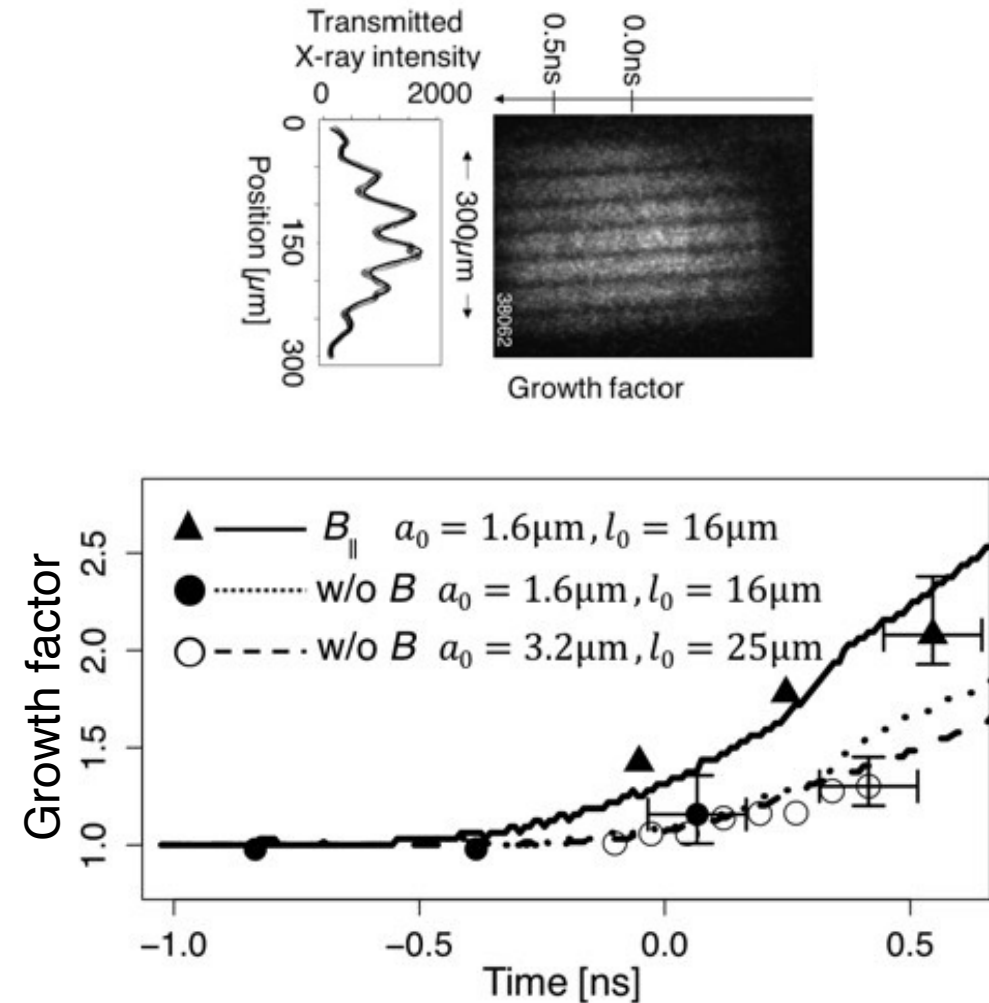 Transmitted
X-ray intensity
0 2000
0.5ns
0.0ns
0
150
300
Position [μm]
300μm
38062
Growth factor
Growth factor
2.5
2.0
1.5
1.0
B∥ a₀ = 1.6μm, l₀ = 16μm
w/o B a₀ = 1.6μm, l₀ = 16μm
w/o B a₀ = 3.2μm, l₀ = 25μm
−1.0 −0.5 0.0 0.5
Time [ns]